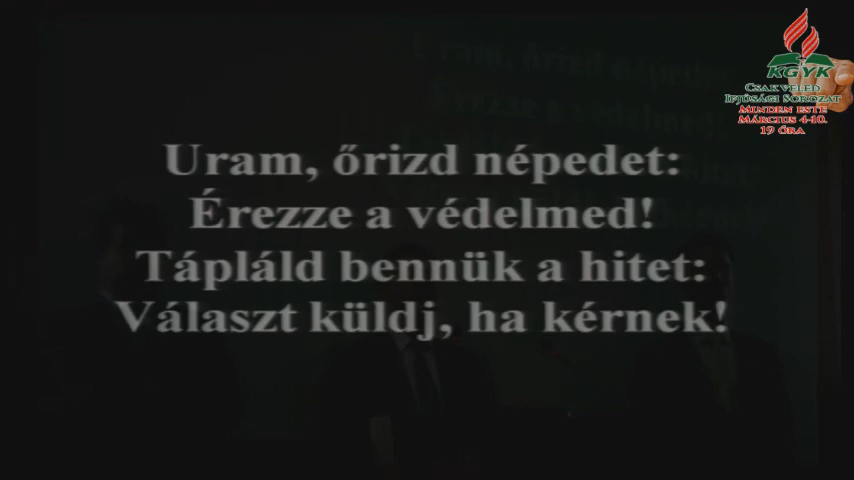 KGYK
Csak veled
Ifjúsági Sorozat
Minden este
Március 4-10.
19 óra
Uram, őrizd népedet:
Érezze a védelmed!
Tápláld bennük a hitet:
Választ küldj, ha kérnek!